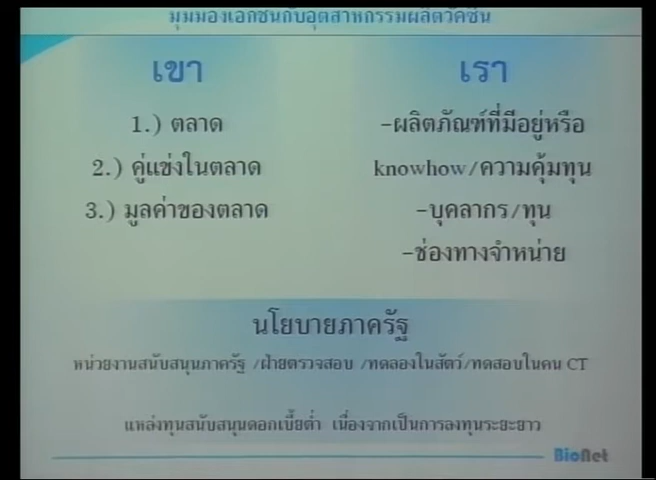 มุมมองเอกชนกับอุตสาหกรรมผลิตวัคซีน
เขา
1.) ตลาด
2.) คู่แข่งในตลาด
3.) มูลค่าของตลาด
เรา
-ผลิตภัณฑ์ที่มีอยู่หรือ
knowhow/ความคุ้มทุน
-บุคลากร/ทุน
-ช่องทางจำหน่าย
นโยบายภาครัฐ
หน่วยงานสนับสนุนภาครัฐ /ฝ่ายตรวจสอบ /ทดลองในสัตว์/ทดสอบในคน CT
แหล่งทุนสนับสนุนดอกเบี้ยต่ำ เนื่องจากเป็นการลงทุนระยะยาว
BioNet